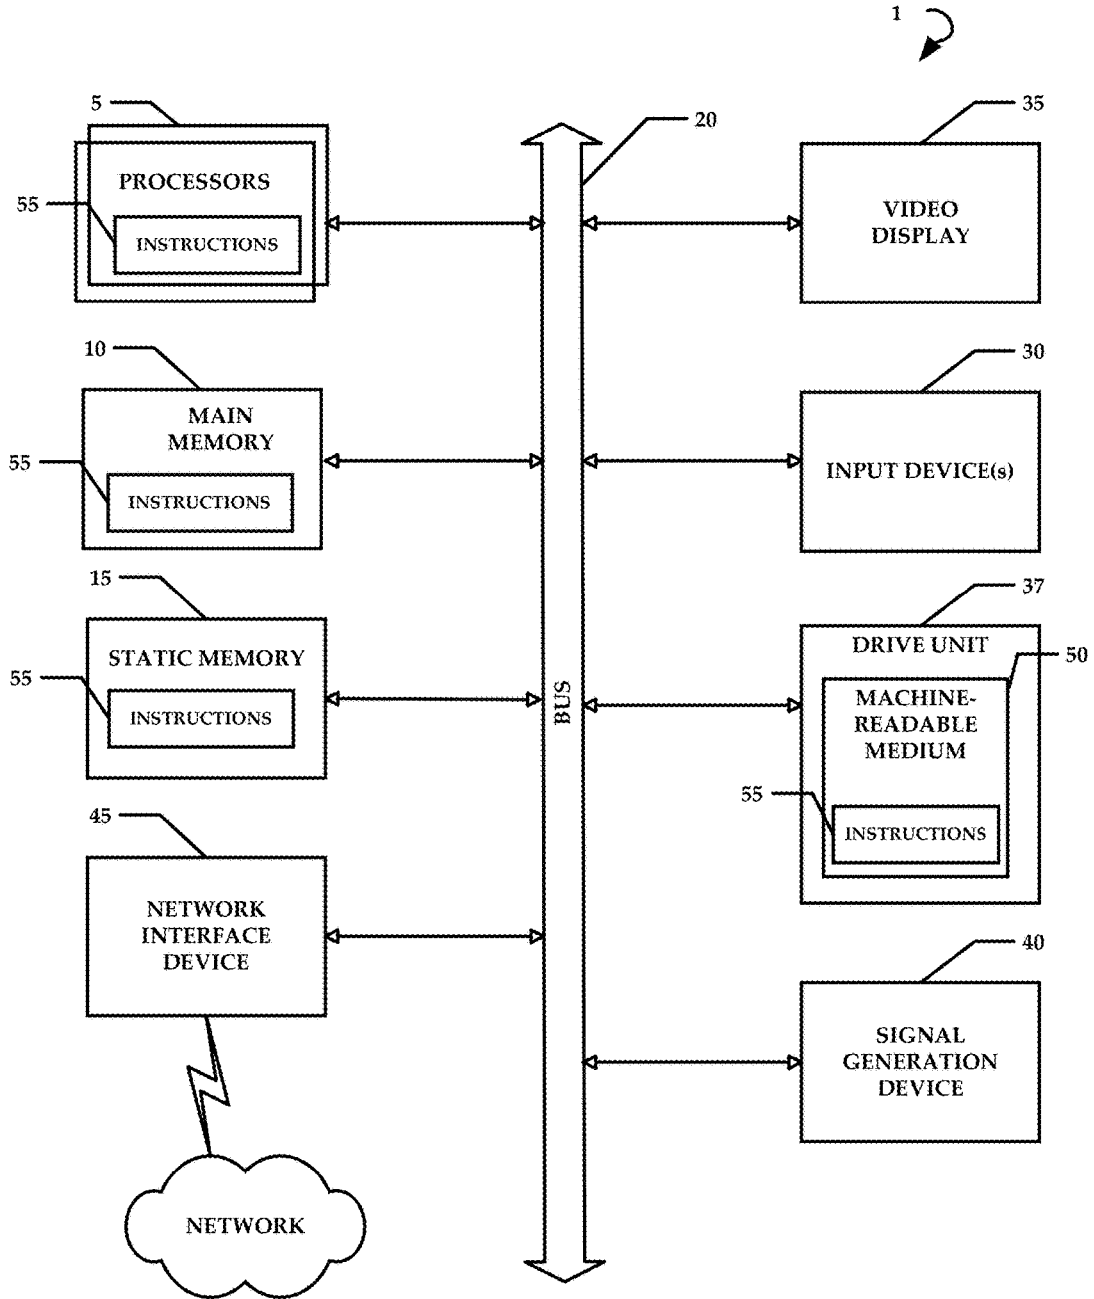 1
5
PROCESSORS
55
INSTRUCTIONS
20
35
VIDEO
DISPLAY
10
MAIN
MEMORY
55
INSTRUCTIONS
30
INPUT DEVICE(s)
15
STATIC MEMORY
55
INSTRUCTIONS
BUS
37
DRIVE UNIT
50
MACHINE-
READABLE
MEDIUM
55
INSTRUCTIONS
45
NETWORK
INTERFACE
DEVICE
40
SIGNAL
GENERATION
DEVICE
NETWORK